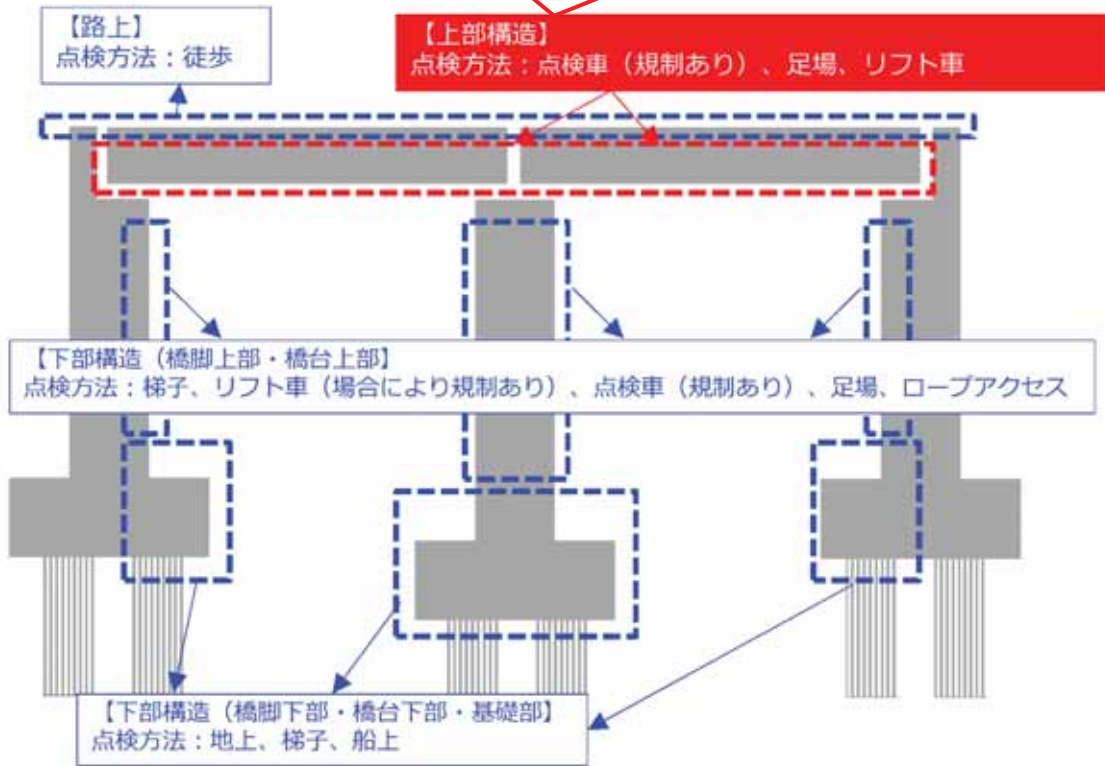 【路上】
点検方法：徒歩
【上部構造】
点検方法：点検車（規制あり）、足場、リフト車
【下部構造（橋脚上部・橋台上部】
点検方法：梯子、リフト車（場合により規制あり）、点検車（規制あり）、足場、ロープアクセス
【下部構造（橋脚下部・橋台下部・基礎部】
点検方法：地上、梯子、船上